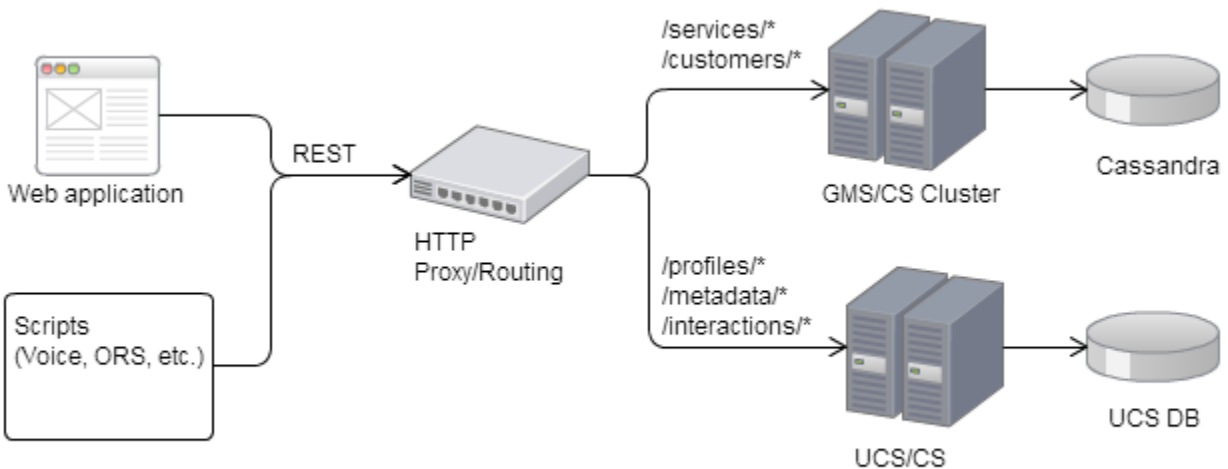 Web application
Scripts
(Voice, ORS, etc.)
REST
HTTP
Proxy/Routing
/services/*
/customers/*
GMS/CS Cluster
Cassandra
/profiles/*
/metadata/*
/interactions/*
UCS/CS
UCS DB